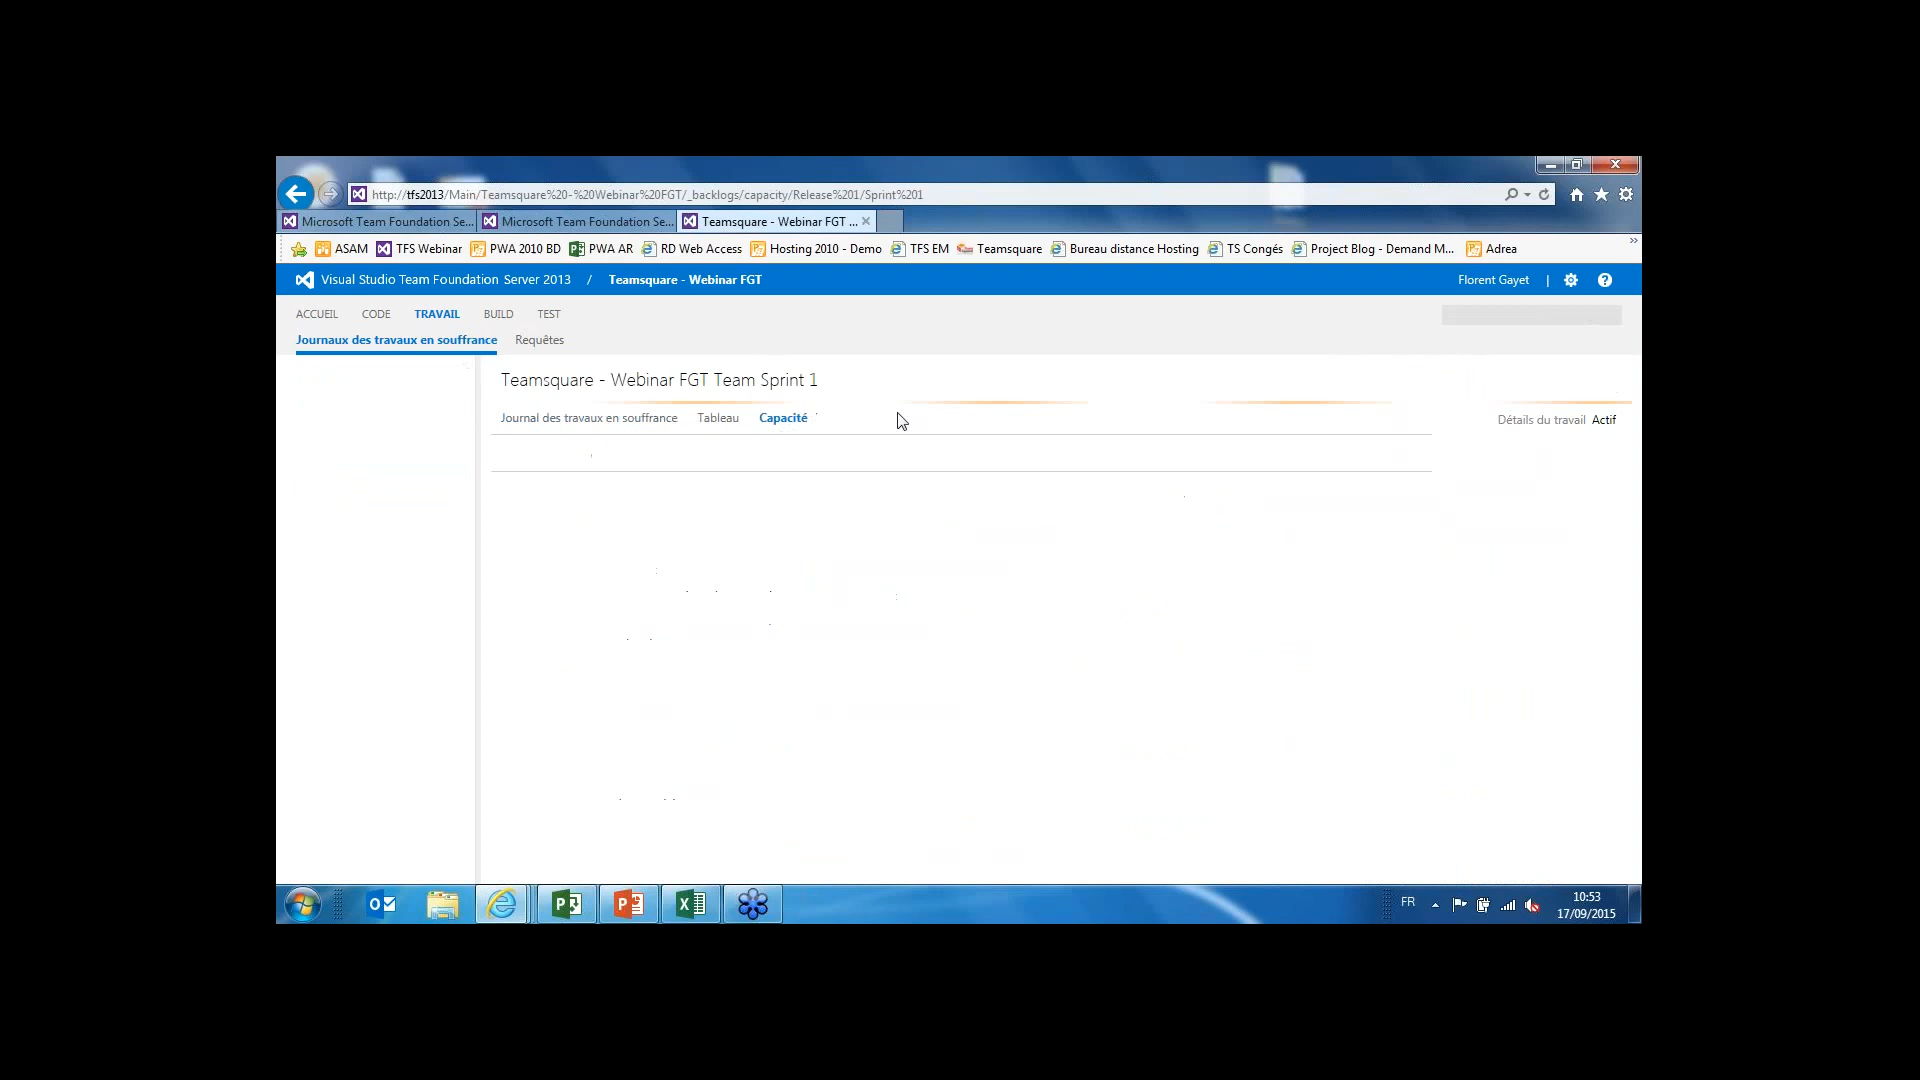 http://tfs2013/Main/Teamsquare%20-%20Webinar%20FGT/_backlogs/capacity/Release%201/Sprint%201
Microsoft Team Foundation Se... Microsoft Team Foundation Se... Teamsquare - Webinar FGT ...
ASAM TFS Webinar PWA 2010 BD PWA AR RD Web Access Hosting 2010 - Demo TFS EM Teamsquare Bureau distance Hosting TS Congés Project Blog - Demand M... Adrea
Visual Studio Team Foundation Server 2013 / Teamsquare - Webinar FGT Florent Gayet |
ACCUEIL CODE TRAVAIL BUILD TEST
Journaux des travaux en souffrance Requêtes
Teamsquare - Webinar FGT Team Sprint 1
Journal des travaux en souffrance Tableau Capacité Détails du travail Actif
FR 10:53
17/09/2015